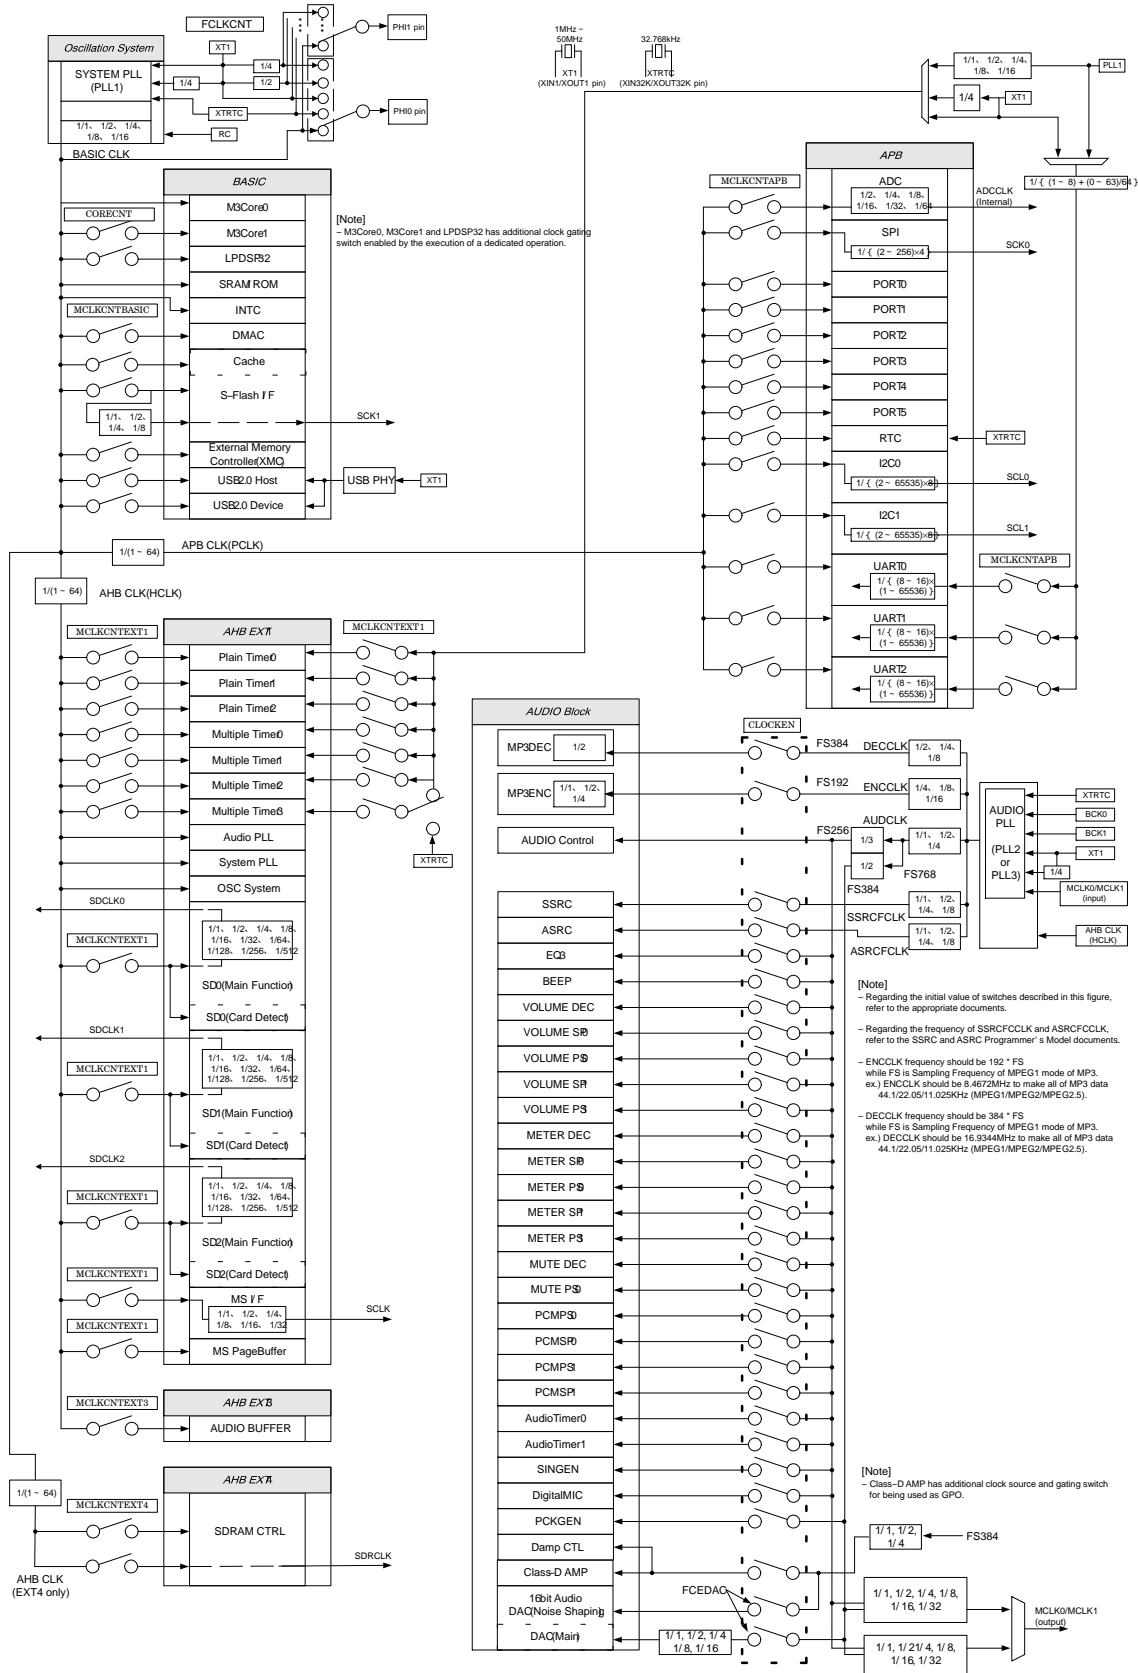 FCLKCNT
Oscillation System
SYSTEM PLL
(PLL1)
1/1、 1/2、 1/4、
1/8、 1/16
XT1
1/4
1/4
1/2
XTRTC
RC
PHI1 pin
PHI0 pin
BASIC CLK
1MHz ~
50MHz
XT1
(XIN1/XOUT1 pin)
32.768kHz
XTRTC
(XIN32K/XOUT32K pin)
1/1、 1/2、 1/4、
1/8、 1/16
PLL1
1/4
XT1
1/ { (1 ~ 8) + (0 ~ 63)/64 }
BASIC
CORECNT
M3Core0
M3Core1
LPDSP32
SRAM/ROM
MCLKCNTBASIC
INTC
DMAC
Cache
S–Flash I/F
1/1、 1/2、
1/4、 1/8
SCK1
External Memory
Controller(XMC)
USB2.0 Host
USB PHY
XT1
USB2.0 Device
[Note]
– M3Core0, M3Core1 and LPDSP32 has additional clock gating
switch enabled by the execution of a dedicated operation.
APB
MCLKCNTAPB
ADC
1/2、 1/4、 1/8、
1/16、 1/32、 1/64
ADCCLK
(Internal)
SPI
1/ { (2 ~ 256)×4 }
SCK0
PORT0
PORT1
PORT2
PORT3
PORT4
PORT5
RTC
XTRTC
I2C0
1/ { (2 ~ 65535)×8 }
SCL0
I2C1
1/ { (2 ~ 65535)×8 }
SCL1
MCLKCNTAPB
UART0
1/ { (8 ~ 16)×
(1 ~ 65536) }
UART1
1/ { (8 ~ 16)×
(1 ~ 65536) }
UART2
1/ { (8 ~ 16)×
(1 ~ 65536) }
1/(1 ~ 64)
APB CLK(PCLK)
1/(1 ~ 64)
AHB CLK(HCLK)
MCLKCNTEXT1
AHB EXT1
MCLKCNTEXT1
Plain Timer0
Plain Timer1
Plain Timer2
Multiple Timer0
Multiple Timer1
Multiple Timer2
Multiple Timer3
Audio PLL
System PLL
OSC System
XTRTC
SDCLK0
1/1、 1/2、 1/4、 1/8、
1/16、 1/32、 1/64、
1/128、 1/256、 1/512
MCLKCNTEXT1
SD0(Main Function)
SD0(Card Detect)
SDCLK1
1/1、 1/2、 1/4、 1/8、
1/16、 1/32、 1/64、
1/128、 1/256、 1/512
MCLKCNTEXT1
SD1(Main Function)
SD1(Card Detect)
SDCLK2
1/1、 1/2、 1/4、 1/8、
1/16、 1/32、 1/64、
1/128、 1/256、 1/512
MCLKCNTEXT1
SD2(Main Function)
SD2(Card Detect)
MCLKCNTEXT1
MS I/F
1/1、 1/2、 1/4、
1/8、 1/16、 1/32
SCLK
MCLKCNTEXT1
MS PageBuffer
MCLKCNTEXT3
AHB EXT3
AUDIO BUFFER
AHB EXT4
1/(1 ~ 64)
MCLKCNTEXT4
SDRAM CTRL
SDRCLK
AHB CLK
(EXT4 only)
AUDIO Block
CLOCKEN
MP3DEC
1/2
FS384
DECCLK
1/2、 1/4、
1/8
MP3ENC
1/1、 1/2、
1/4
FS192
ENCCLK
1/4、 1/8、
1/16
AUDIO Control
FS256
AUDCLK
1/3
1/1、 1/2、
1/4
1/2
FS768
FS384
AUDIO
PLL
(PLL2
or
PLL3)
XTRTC
BCK0
BCK1
XT1
1/4
MCLK0/MCLK1
(input)
AHB CLK
(HCLK)
SSRC
SSRCFCLK
1/1、 1/2、
1/4、 1/8
ASRC
ASRCFCLK
1/1、 1/2、
1/4、 1/8
EQ3
BEEP
VOLUME DEC
VOLUME SP0
VOLUME PS0
VOLUME SP1
VOLUME PS1
METER DEC
METER SP0
METER PS0
METER SP1
METER PS1
MUTE DEC
MUTE PS0
PCMPS0
PCMSP0
PCMPS1
PCMSP1
AudioTimer0
AudioTimer1
SINGEN
DigitalMIC
PCKGEN
Damp CTL
Class–D AMP
16bit Audio
DAC(Noise Shaping)
DAC(Main)
FCEDAC
1/ 1, 1/ 2, 1/ 4
1/ 8, 1/ 16
[Note]
– Regarding the initial value of switches described in this figure,
refer to the appropriate documents.
– Regarding the frequency of SSRCFCCLK and ASRCFCCLK,
refer to the SSRC and ASRC Programmer' s Model documents.
– ENCCLK frequency should be 192 * FS
while FS is Sampling Frequency of MPEG1 mode of MP3.
ex.) ENCCLK should be 8.4672MHz to make all of MP3 data
44.1/22.05/11.025KHz (MPEG1/MPEG2/MPEG2.5).
– DECCLK frequency should be 384 * FS
while FS is Sampling Frequency of MPEG1 mode of MP3.
ex.) DECCLK should be 16.9344MHz to make all of MP3 data
44.1/22.05/11.025KHz (MPEG1/MPEG2/MPEG2.5).
[Note]
– Class–D AMP has additional clock source and gating switch
for being used as GPO.
1/ 1, 1/ 2,
1/ 4
FS384
1/ 1, 1/ 2, 1/ 4, 1/ 8,
1/ 16, 1/ 32
MCLK0/MCLK1
(output)
1/ 1, 1/ 21/ 4, 1/ 8,
1/ 16, 1/ 32